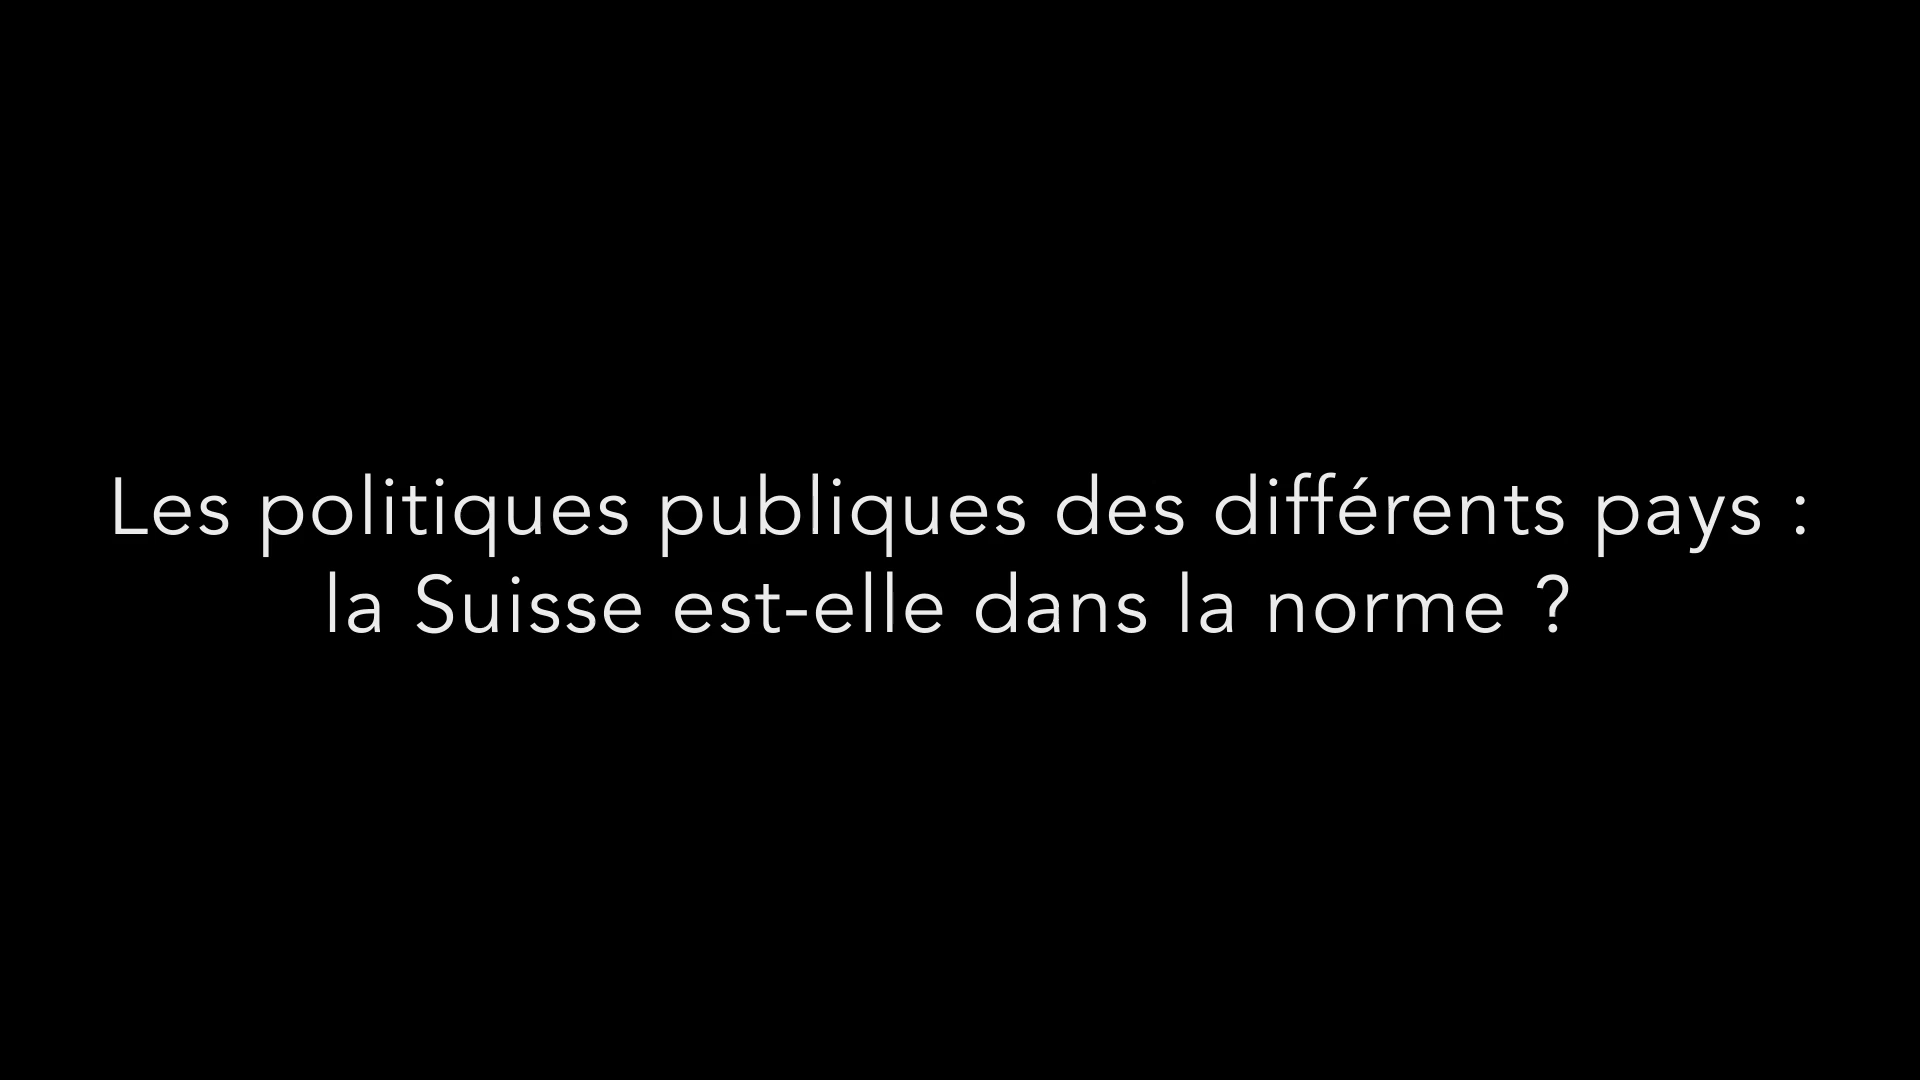 Les politiques publiques des différents pays :
la Suisse est-elle dans la norme ?